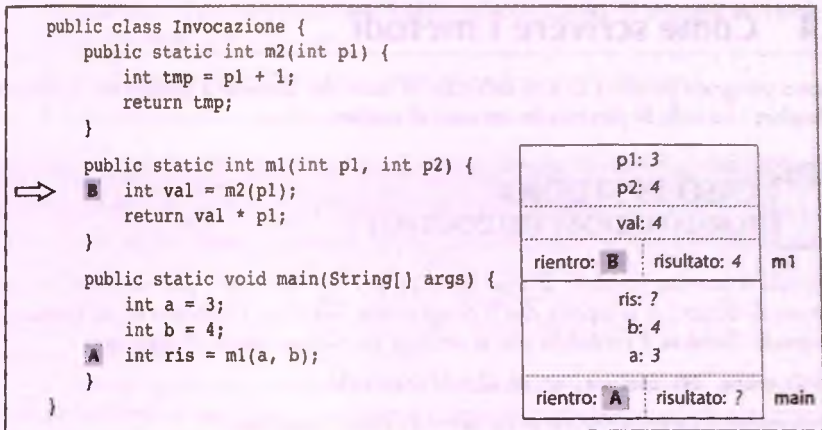 public class Invocazione {
public static int m2(int p1) {
int tmp = p1 + 1;
return tmp;
}
public static int m1(int p1, int p2) {
B int val = m2(p1);
return val * p1;
}
public static void main(String[] args) {
int a = 3;
int b = 4;
A int ris = m1(a, b);
}
}
p1: 3
p2: 4
val: 4
rientro: B risultato: 4 m1
ris: ?
b: 4
a: 3
rientro: A risultato: ? main